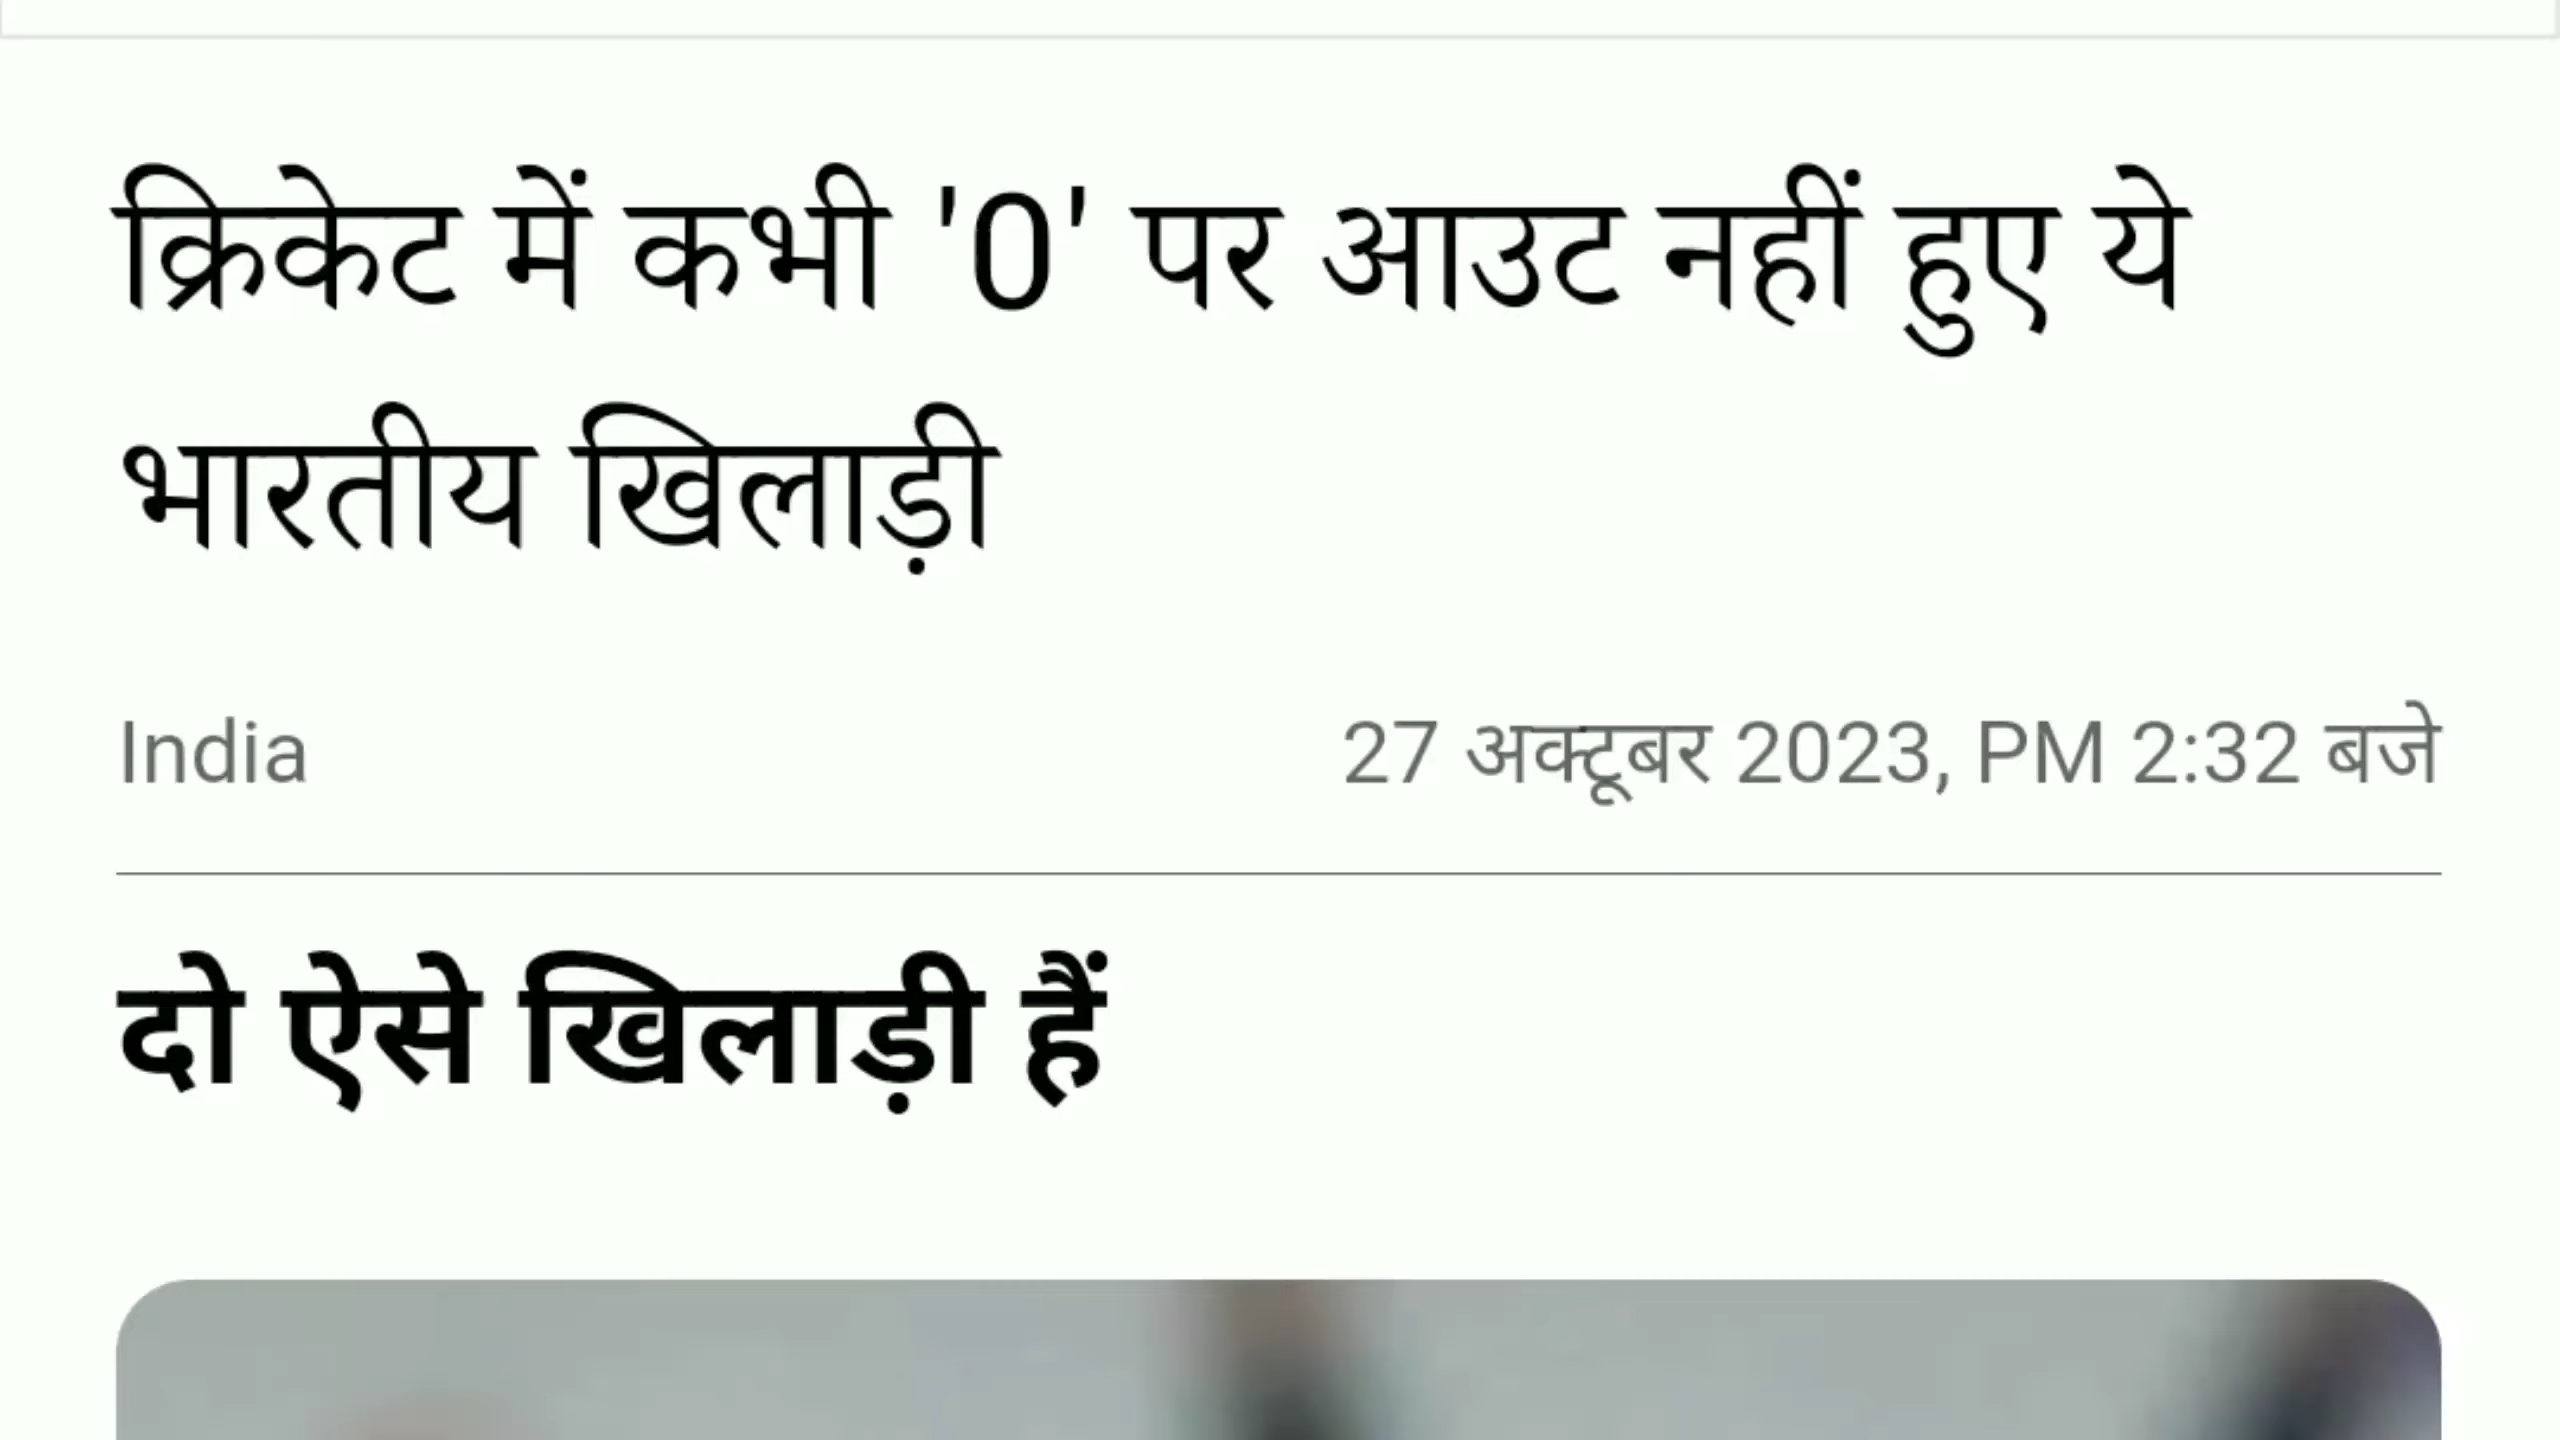 क्रिकेट में कभी '0' पर आउट नहीं हुए ये
भारतीय खिलाड़ी
India
27 अक्टूबर 2023, PM 2:32 बजे
दो ऐसे खिलाड़ी हैं